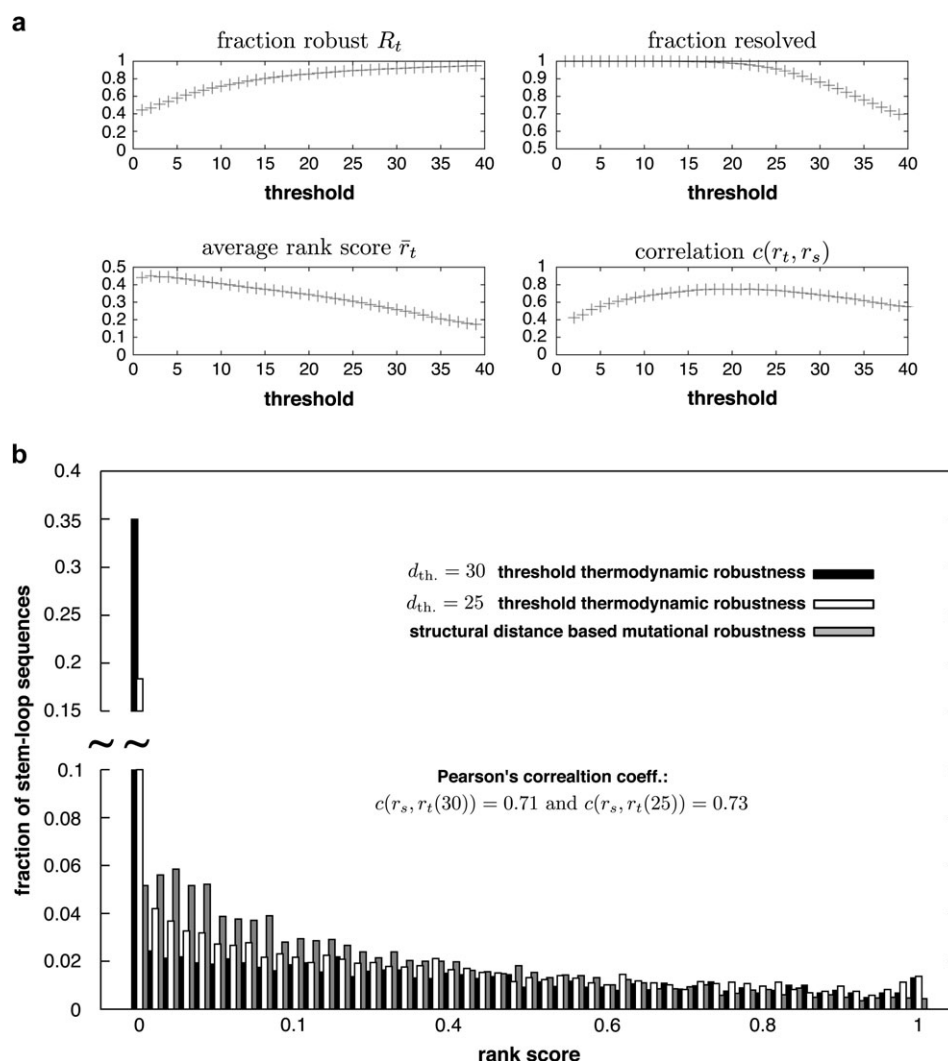 a
fraction robust R_t
1
0.8
0.6
0.4
0.2
0
0 5 10 15 20 25 30 35 40
threshold
fraction resolved
1
0.9
0.8
0.7
0.6
0.5
0 5 10 15 20 25 30 35 40
threshold
average rank score r̄_t
0.5
0.4
0.3
0.2
0.1
0
0 5 10 15 20 25 30 35 40
threshold
correlation c(r_t, r_s)
1
0.8
0.6
0.4
0.2
0
0 5 10 15 20 25 30 35 40
threshold
b
fraction of stem-loop sequences
0.4
0.35
0.3
0.25
0.2
0.15
~ ~
0.1
0.08
0.06
0.04
0.02
0
d_th. = 30 threshold thermodynamic robustness
d_th. = 25 threshold thermodynamic robustness
structural distance based mutational robustness
Pearson's correaltion coeff.:
c(r_s, r_t(30)) = 0.71 and c(r_s, r_t(25)) = 0.73
0 0.1 0.4 0.6 0.8 1
rank score